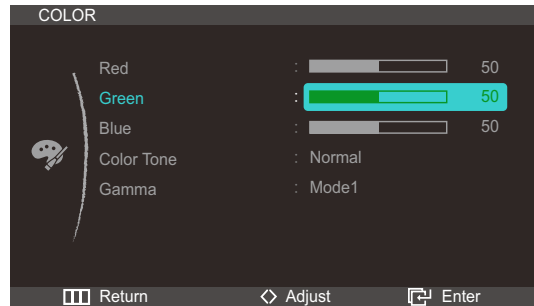 COLOR
Red : 50
Green : 50
Blue : 50
Color Tone : Normal
Gamma : Mode1
Return Adjust Enter